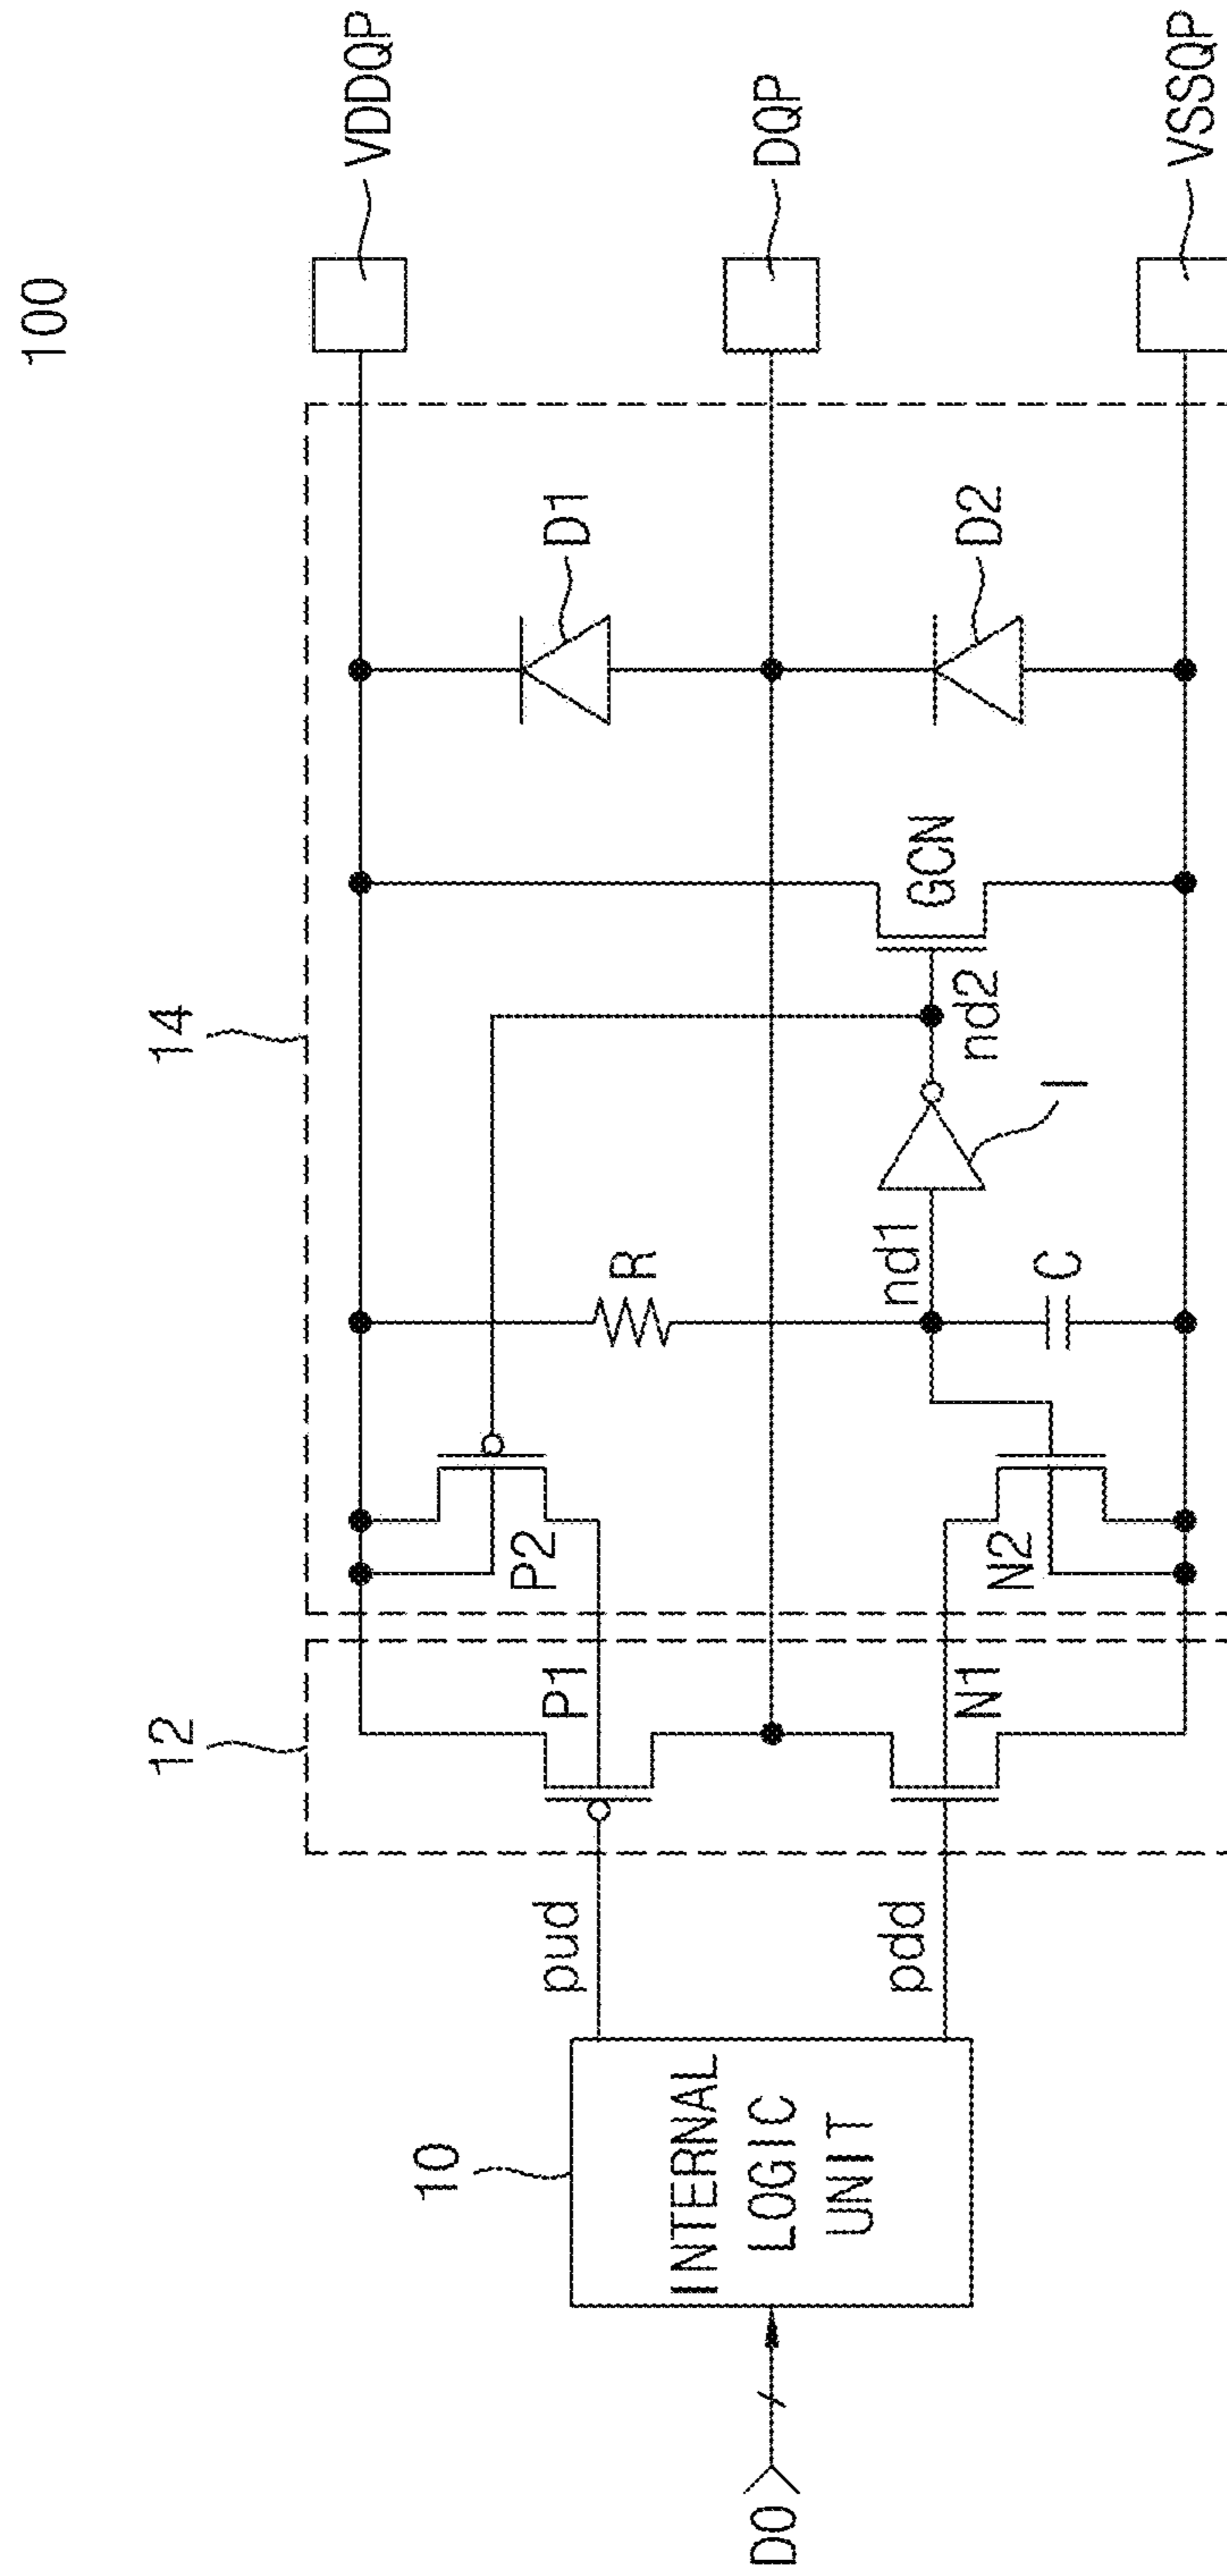 100
14
12
10
VDDQP
DQP
VSSQP
D1
D2
GCN
nd2
I
nd1
R
C
P2
N2
P1
N1
pud
pdd
INTERNAL
LOGIC
UNIT
DO